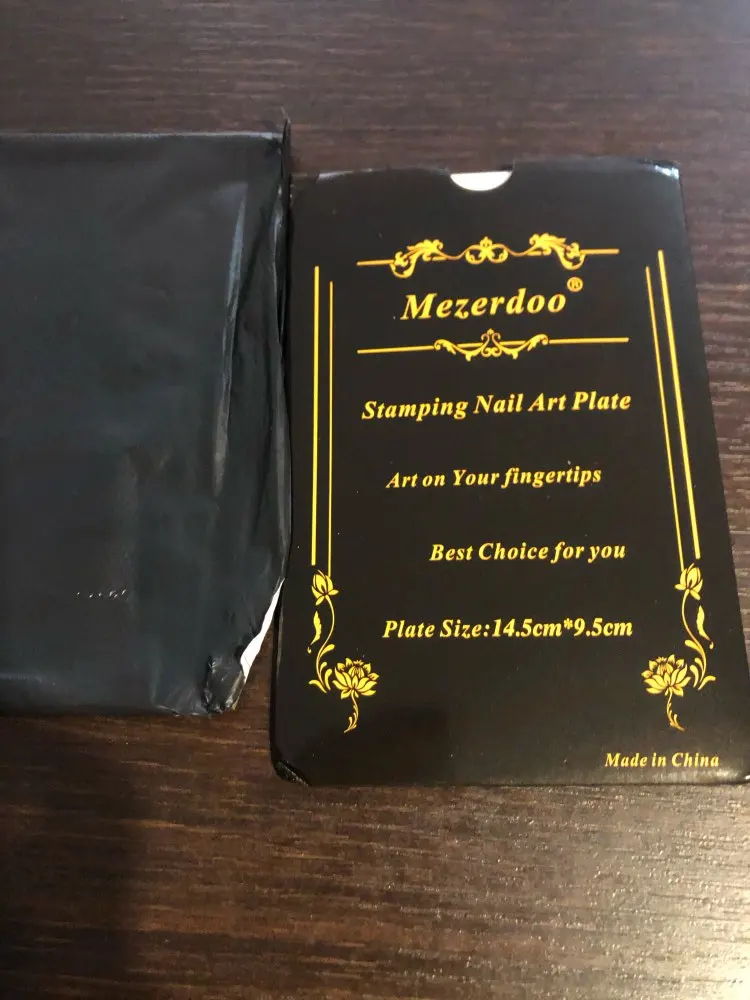 Mezerdoo®
Stamping Nail Art Plate
Art on Your fingertips
Best Choice for you
Plate Size:14.5cm*9.5cm
Made in China